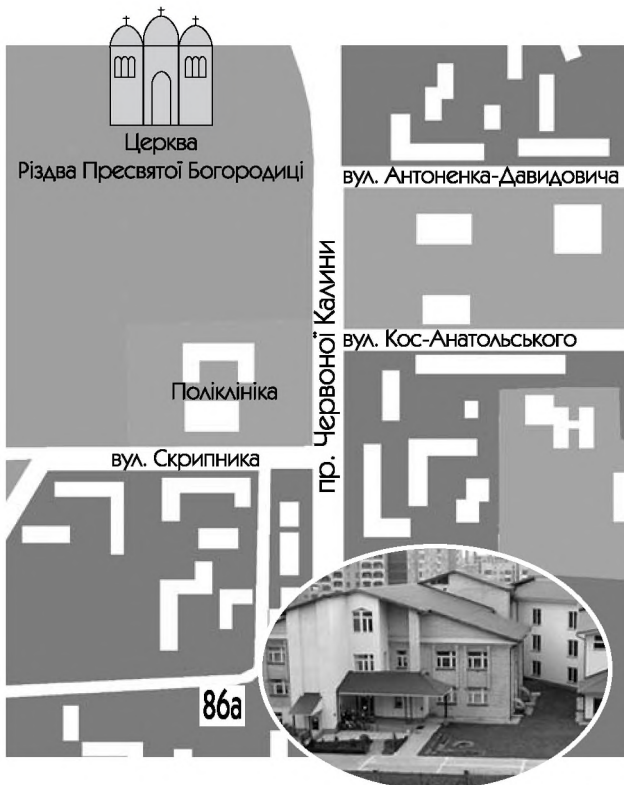 Церква
Різдва Пресвятої Богородиці
вул. Антоненка-Давидовича
пр. Червоної Калини
вул. Кос-Анатольського
Поліклініка
вул. Скрипника
86а